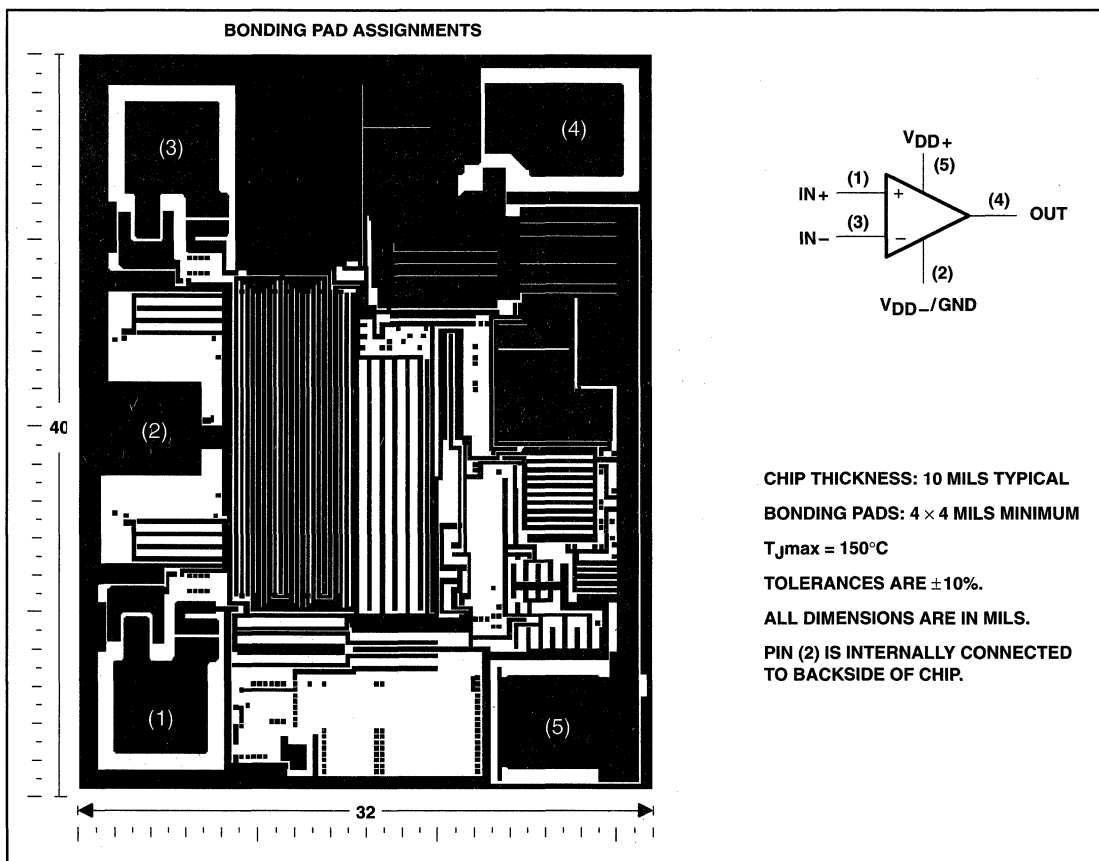 BONDING PAD ASSIGNMENTS
(3)
(4)
(2)
(1)
(5)
40
32
VDD+
(5)
(1)
IN+
+
(4)
OUT
(3)
IN−
−
(2)
VDD−/GND
CHIP THICKNESS: 10 MILS TYPICAL
BONDING PADS: 4 × 4 MILS MINIMUM
TJmax = 150°C
TOLERANCES ARE ±10%.
ALL DIMENSIONS ARE IN MILS.
PIN (2) IS INTERNALLY CONNECTED
TO BACKSIDE OF CHIP.